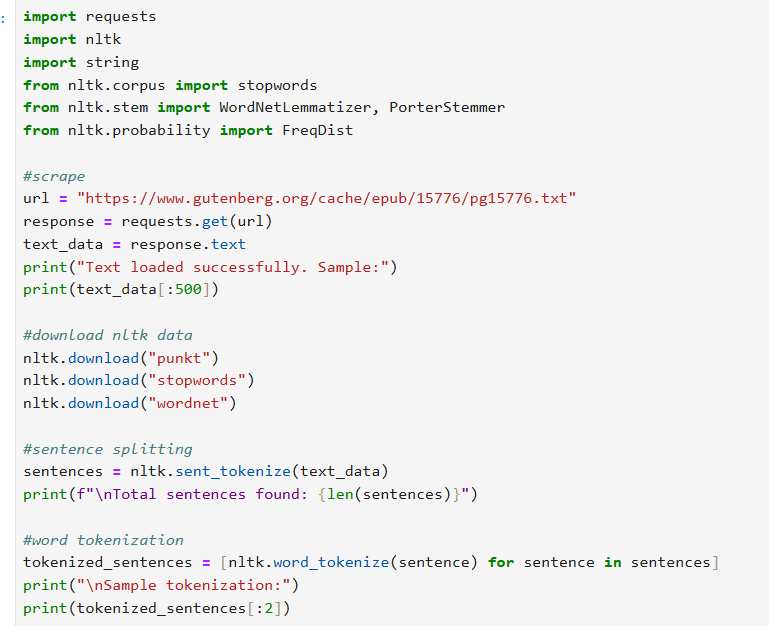 :
import requests
import nltk
import string
from nltk.corpus import stopwords
from nltk.stem import WordNetLemmatizer, PorterStemmer
from nltk.probability import FreqDist
#scrape
url = "https://www.gutenberg.org/cache/epub/15776/pg15776.txt"
response = requests.get(url)
text_data = response.text
print("Text loaded successfully. Sample:")
print(text_data[:500])
#download nltk data
nltk.download("punkt")
nltk.download("stopwords")
nltk.download("wordnet")
#sentence splitting
sentences = nltk.sent_tokenize(text_data)
print(f"\nTotal sentences found: {len(sentences)}")
#word tokenization
tokenized_sentences = [nltk.word_tokenize(sentence) for sentence in sentences]
print("\nSample tokenization:")
print(tokenized_sentences[:2])